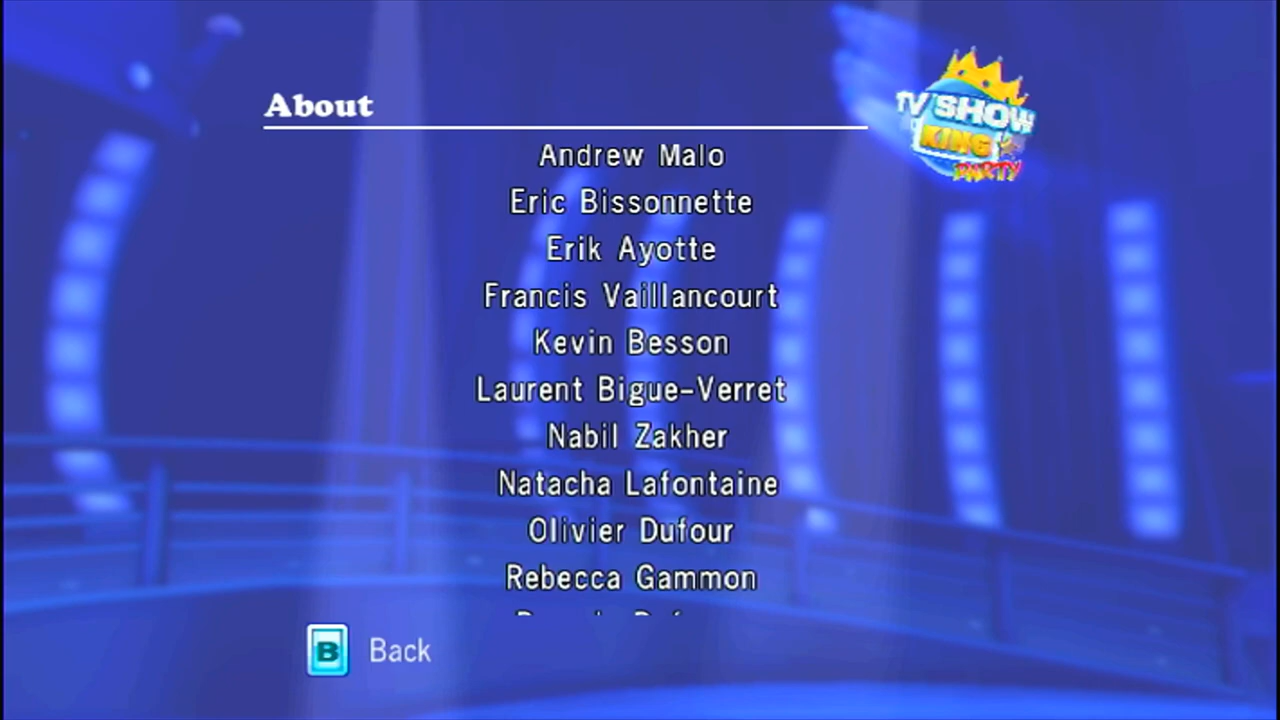 About
TV SHOW
KING
PARTY
Andrew Malo
Eric Bissonnette
Erik Ayotte
Francis Vaillancourt
Kevin Besson
Laurent Bigue-Verret
Nabil Zakher
Natacha Lafontaine
Olivier Dufour
Rebecca Gammon
B Back